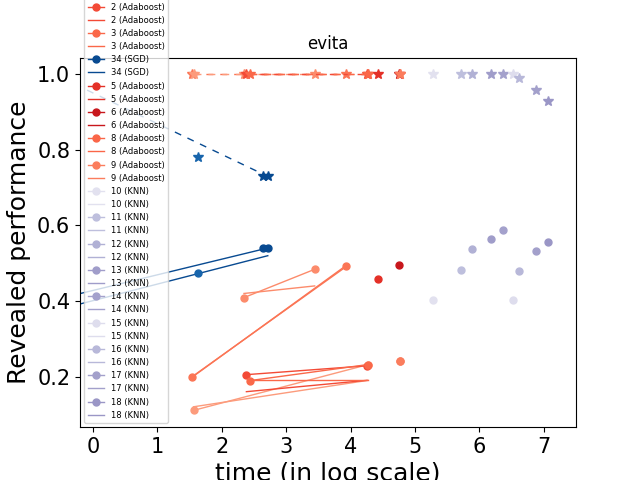 evita
2 (Adaboost)
2 (Adaboost)
3 (Adaboost)
3 (Adaboost)
34 (SGD)
34 (SGD)
5 (Adaboost)
5 (Adaboost)
6 (Adaboost)
6 (Adaboost)
8 (Adaboost)
8 (Adaboost)
9 (Adaboost)
9 (Adaboost)
10 (KNN)
10 (KNN)
11 (KNN)
11 (KNN)
12 (KNN)
12 (KNN)
13 (KNN)
13 (KNN)
14 (KNN)
14 (KNN)
15 (KNN)
15 (KNN)
16 (KNN)
16 (KNN)
17 (KNN)
17 (KNN)
18 (KNN)
18 (KNN)
Revealed performance
1.0
0.8
0.6
0.4
0.2
0 1 2 3 4 5 6 7
time (in log scale)